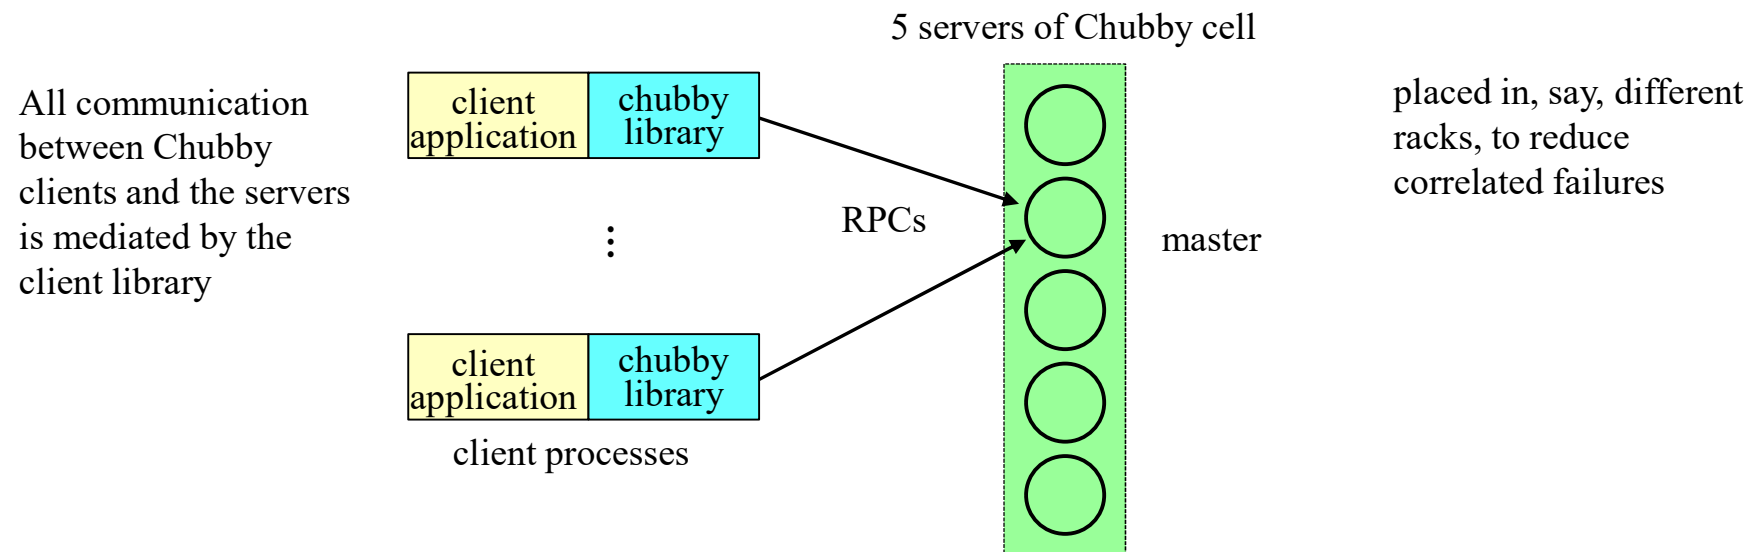 5 servers of Chubby cell
All communication
between Chubby
clients and the servers
is mediated by the
client library
client
application
chubby
library
⋮
client
application
chubby
library
client processes
RPCs
master
placed in, say, different
racks, to reduce
correlated failures